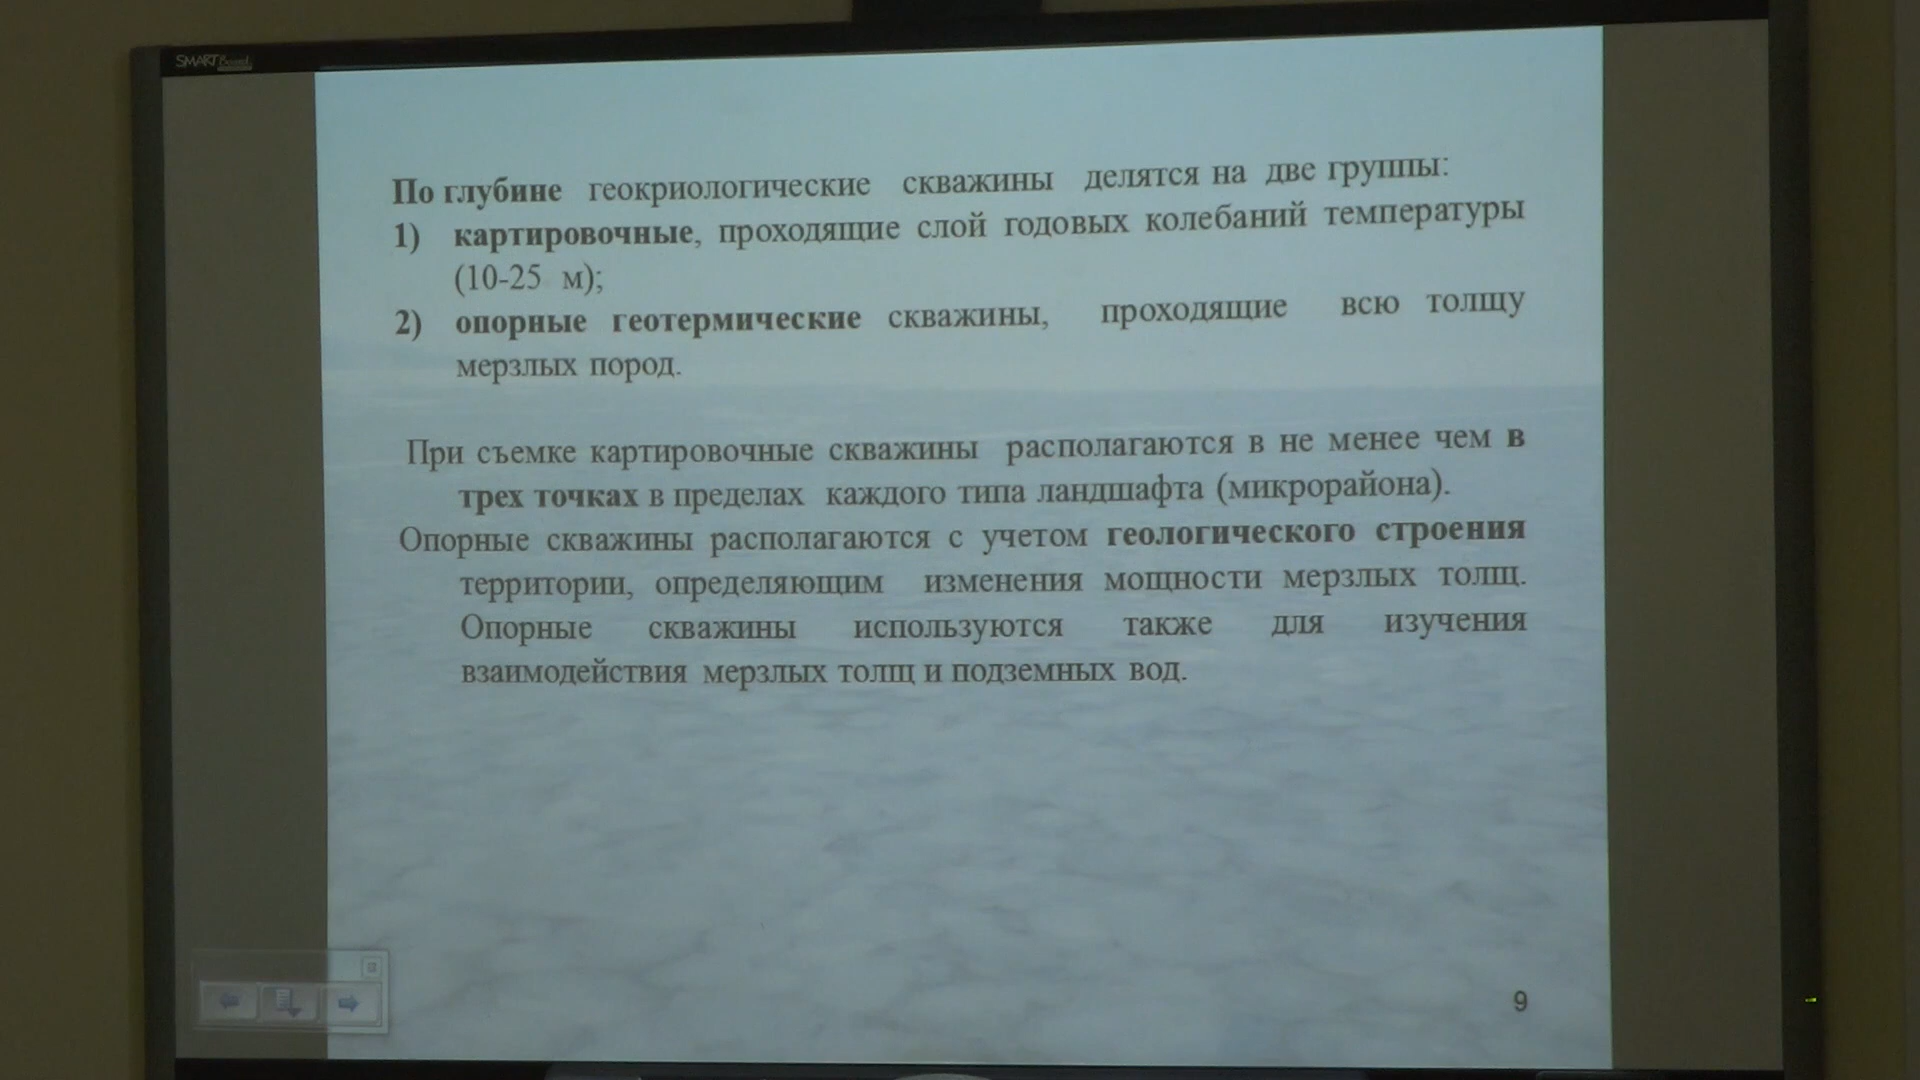 SMART Board
По глубине геокриологические скважины делятся на две группы:
1) картировочные, проходящие слой годовых колебаний температуры
(10-25 м);
2) опорные геотермические скважины, проходящие всю толщу
мерзлых пород.
При съемке картировочные скважины располагаются в не менее чем в
трех точках в пределах каждого типа ландшафта (микрорайона).
Опорные скважины располагаются с учетом геологического строения
территории, определяющим изменения мощности мерзлых толщ.
Опорные скважины используются также для изучения
взаимодействия мерзлых толщ и подземных вод.
9